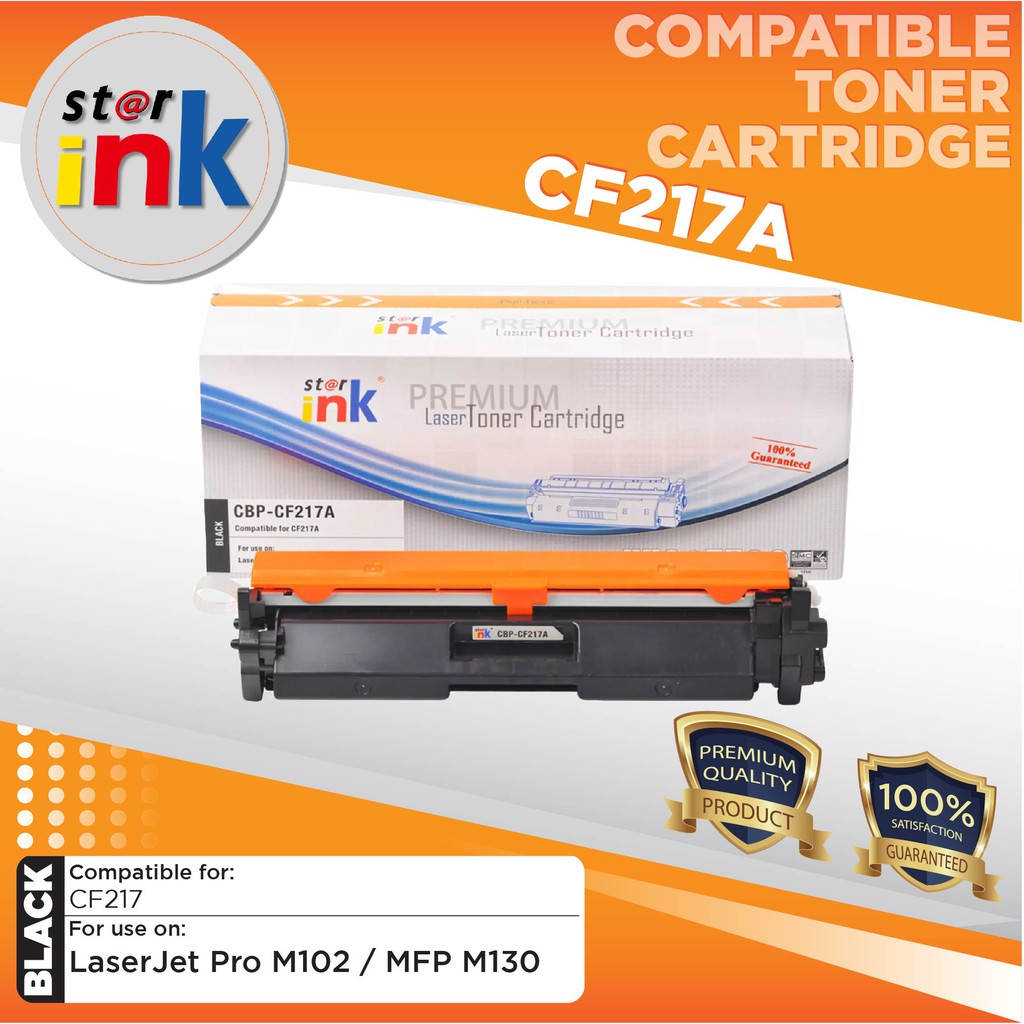 st@r
ink
COMPATIBLE
TONER
CARTRIDGE
CF217A
Pull here
st@r
ink
PREMIUM
Laser Toner Cartridge
st@r
ink®
PREMIUM
Laser Toner Cartridge
100%
Guaranteed
BLACK
CBP-CF217A
Compatible for CF217A
For use on:
st@r
ink
CBP-CF217A
PREMIUM
QUALITY
PRODUCT
100%
SATISFACTION
GUARANTEED
BLACK
Compatible for:
CF217
For use on:
LaserJet Pro M102 / MFP M130